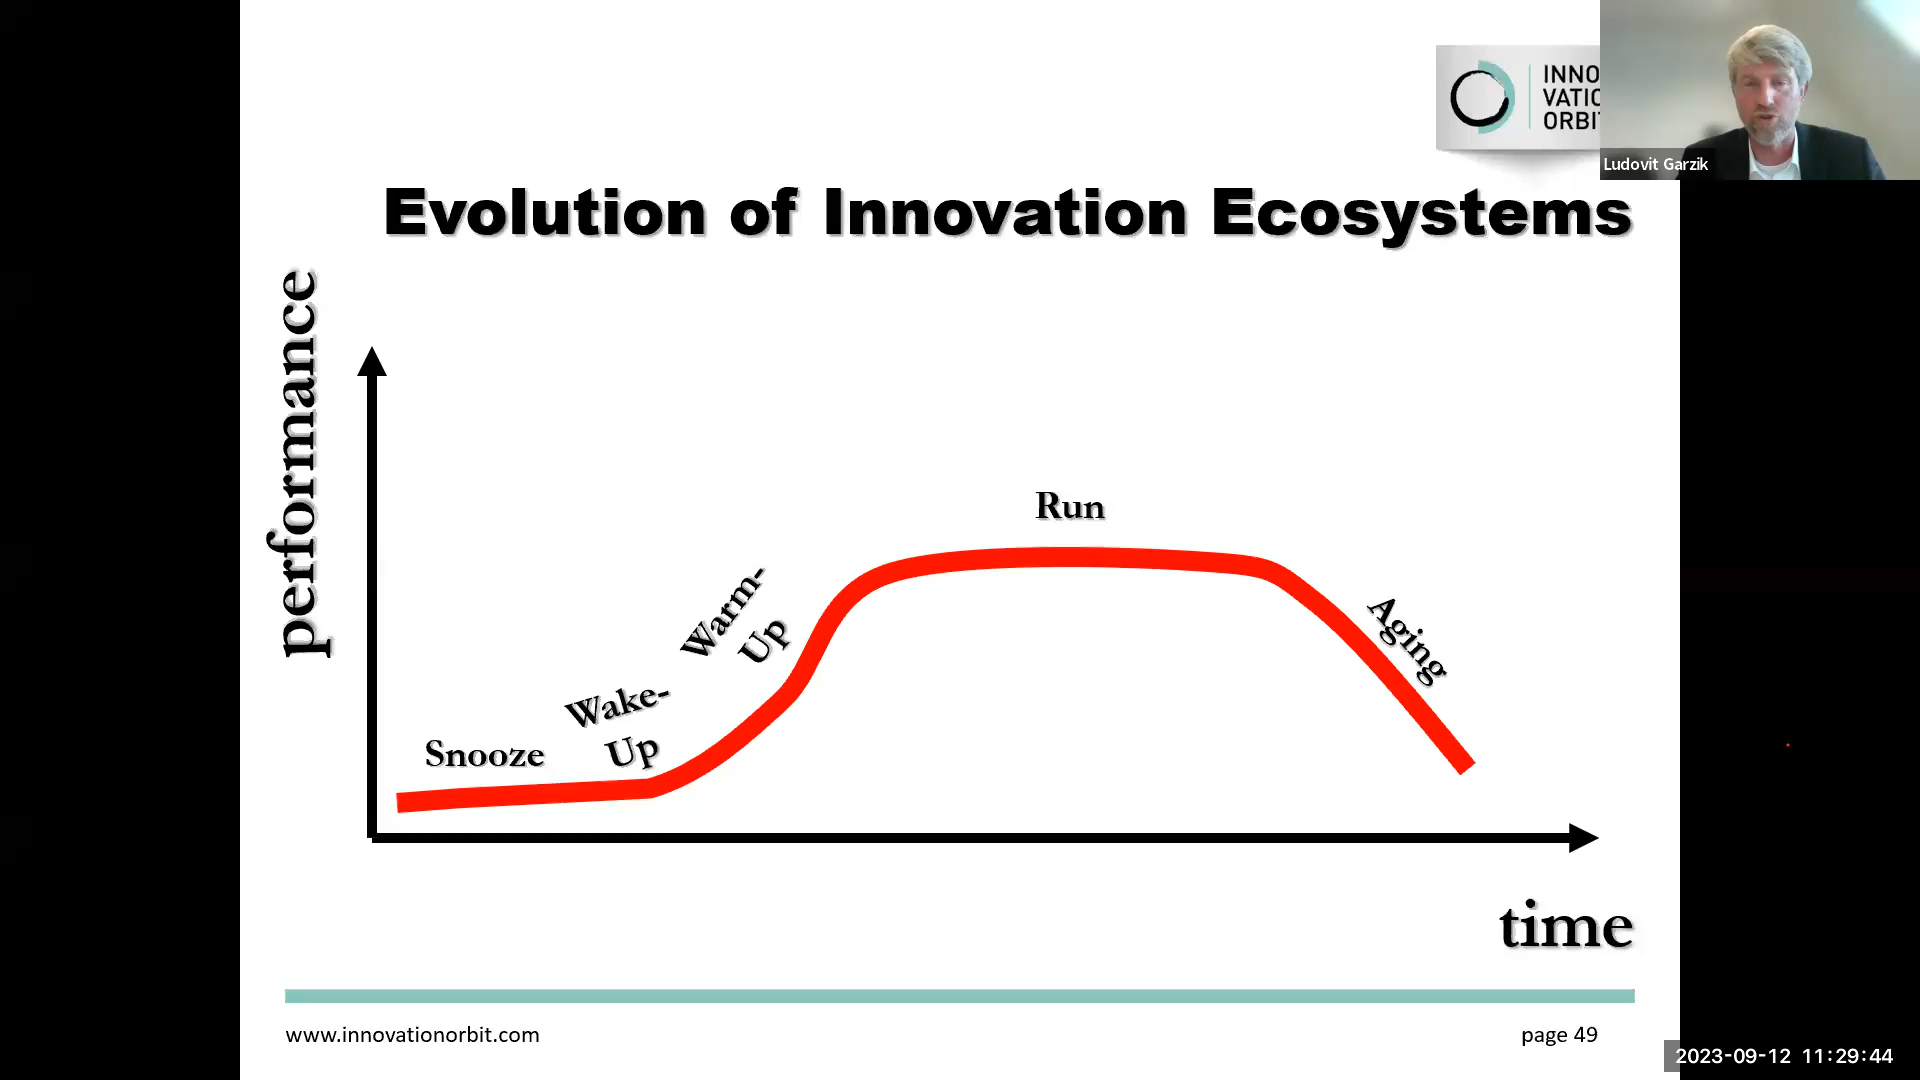 INNO
VATIO
ORBIT
Ludovit Garzik
Evolution of Innovation Ecosystems
performance
Run
Warm-
Up
Aging
Wake-
Up
Snooze
time
www.innovationorbit.com
page 49
2023-09-12 11:29:44